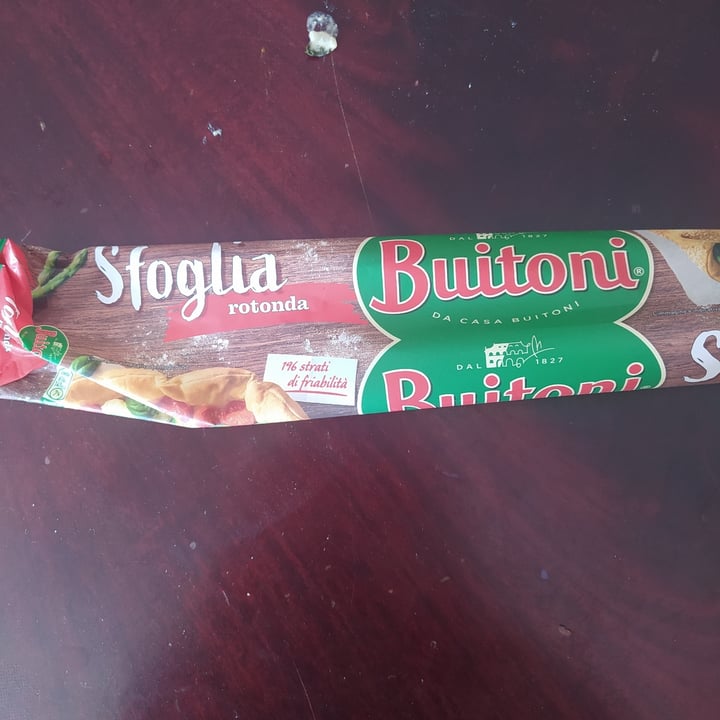 Sfoglia
rotonda
196 strati
di friabilità
DAL 1827
Buitoni®
DA CASA BUITONI
DAL 1827
Buitoni